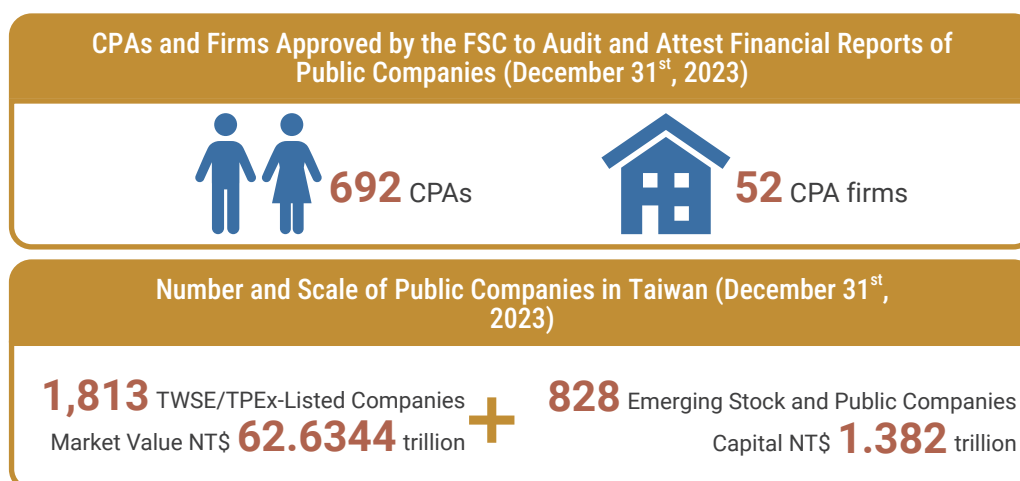 CPAs and Firms Approved by the FSC to Audit and Attest Financial Reports of
Public Companies (December 31st, 2023)
692 CPAs
52 CPA firms
Number and Scale of Public Companies in Taiwan (December 31st,
2023)
1,813 TWSE/TPEx-Listed Companies
Market Value NT$ 62.6344 trillion
+
828 Emerging Stock and Public Companies
Capital NT$ 1.382 trillion